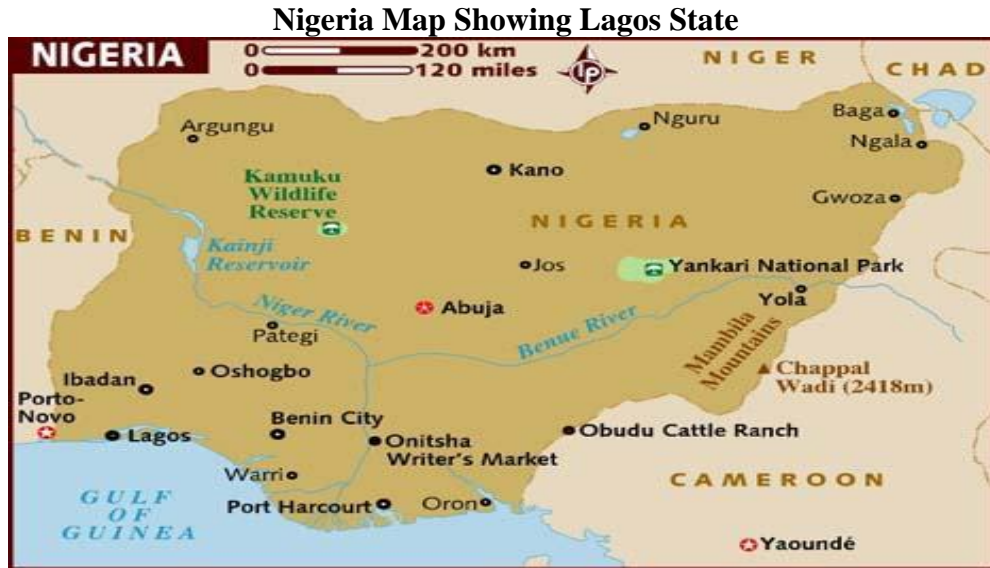 Nigeria Map Showing Lagos State
NIGERIA
0 200 km
0 120 miles
lp
NIGER
CHAD
Argungu
Nguru
Baga
Ngala
Kano
Kamuku
Wildlife
Reserve
Gwoza
NIGERIA
BENIN
Kainji
Reservoir
Jos
Yankari National Park
Yola
Niger River
Abuja
Benue River
Pategi
Mambila
Mountains
Chappal
Wadi (2418m)
Oshogbo
Ibadan
Porto-
Novo
Lagos
Benin City
Onitsha
Writer's Market
Obudu Cattle Ranch
Warri
CAMEROON
GULF
OF
GUINEA
Port Harcourt
Oron
Yaoundé